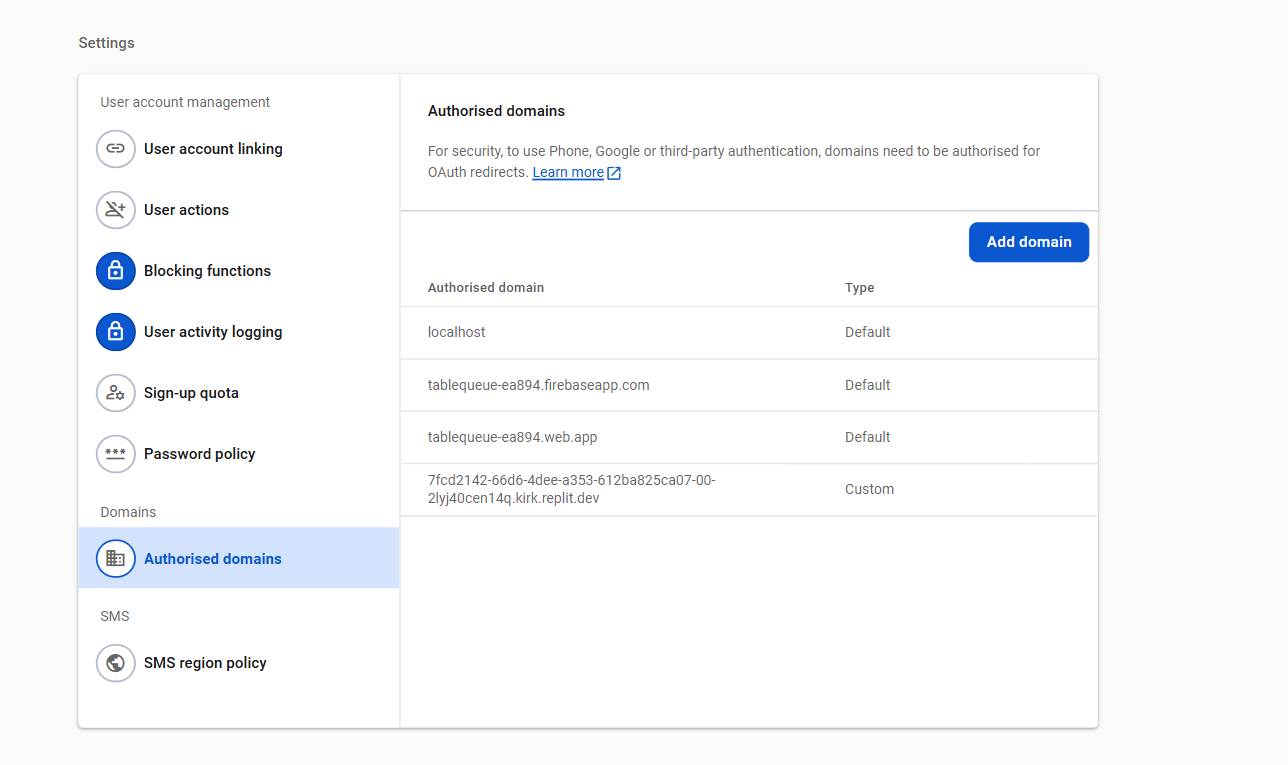 Settings
User account management
User account linking
User actions
Blocking functions
User activity logging
Sign-up quota
Password policy
Domains
Authorised domains
SMS
SMS region policy
Authorised domains
For security, to use Phone, Google or third-party authentication, domains need to be authorised for
OAuth redirects. Learn more
Add domain
Authorised domain Type
localhost Default
tablequeue-ea894.firebaseapp.com Default
tablequeue-ea894.web.app Default
7fcd2142-66d6-4dee-a353-612ba825ca07-00-
2lyj40cen14q.kirk.replit.dev Custom